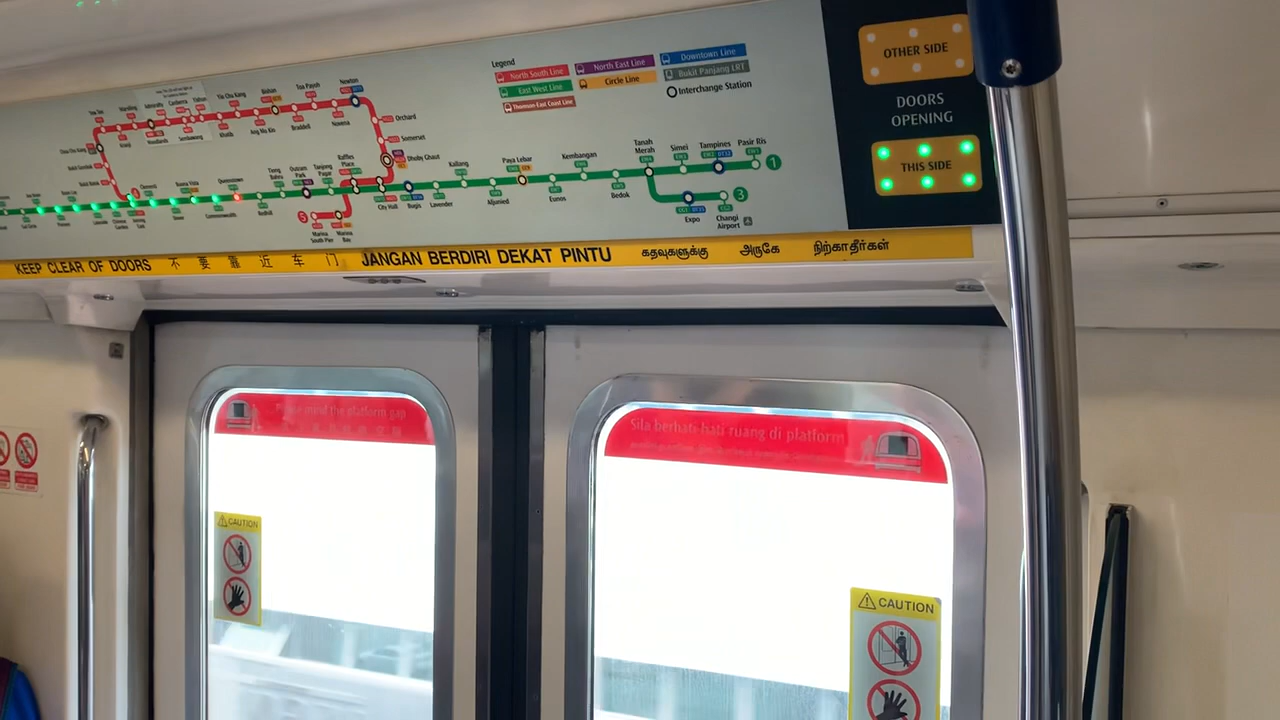 Legend
North South Line
North East Line
Downtown Line
East West Line
Circle Line
Bukit Panjang LRT
Thomson-East Coast Line
Interchange Station
OTHER SIDE
DOORS
OPENING
THIS SIDE
Yew Tee
Kranji
Marsiling
Woodlands
Admiralty
Sembawang
Canberra
Yishun
Khatib
Yio Chu Kang
Ang Mo Kio
Bishan
Braddell
Toa Payoh
Novena
Newton
Orchard
Somerset
Dhoby Ghaut
Clementi
Buona Vista
Commonwealth
Queenstown
Redhill
Tiong Bahru
Outram Park
Tanjong Pagar
Raffles Place
City Hall
Bugis
Lavender
Kallang
Aljunied
Paya Lebar
Eunos
Kembangan
Bedok
Tanah Merah
Simei
Tampines
Pasir Ris
1
3
Expo
Changi Airport
5
Marina South Pier
Marina Bay
KEEP CLEAR OF DOORS 不要靠近车门 JANGAN BERDIRI DEKAT PINTU கதவுகளுக்கு அருகே நிற்காதீர்கள்
Please mind the platform gap
Sila berhati-hati ruang di platform
CAUTION
CAUTION